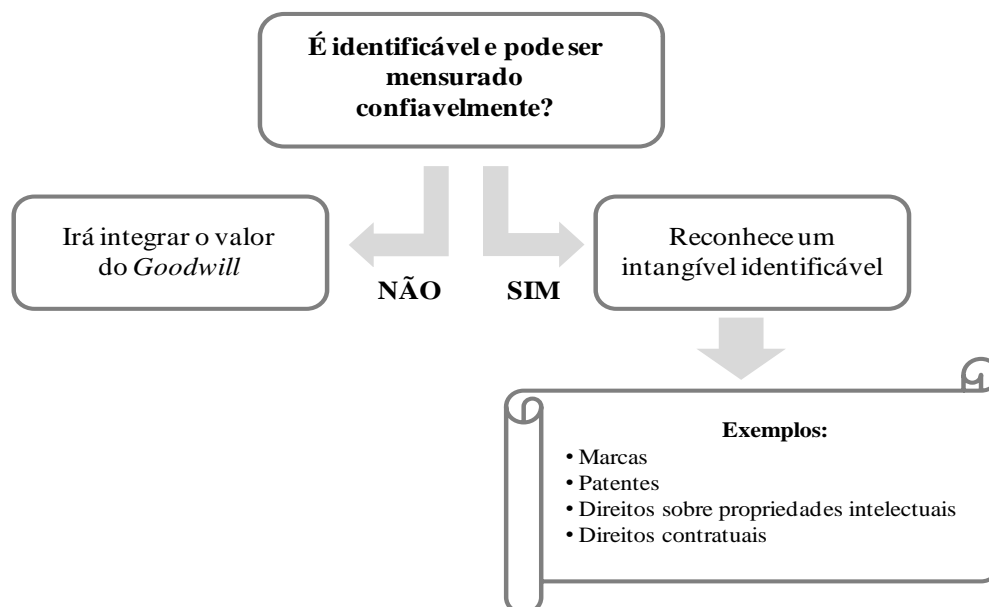 É identificável e pode ser
mensurado
confiavelmente?
Irá integrar o valor
do Goodwill
Reconhece um
intangível identificável
NÃO
SIM
Exemplos:
• Marcas
• Patentes
• Direitos sobre propriedades intelectuais
• Direitos contratuais